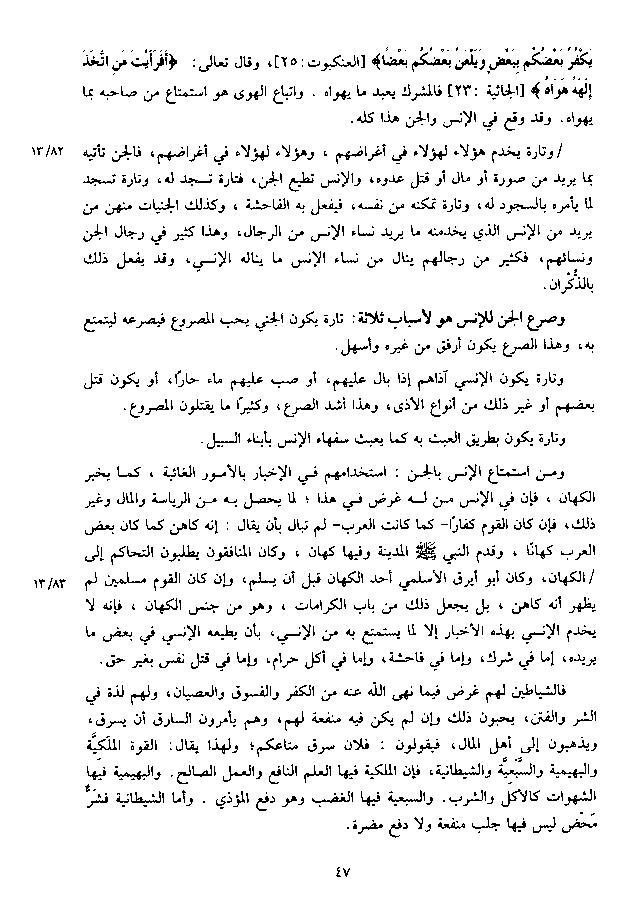 يَكْفُرُ بَعْضُكُم بِبَعْضٍ وَيَلْعَنُ بَعْضُكُم بَعْضًا﴾ [العنكبوت: ٢٥]، وقال تعالى: ﴿أَفَرَأَيْتَ مَنِ اتَّخَذَ
إِلَهَهُ هَوَاهُ﴾ [الجاثية: ٢٣] فالمشرك يعبد ما يهواه. واتباع الهوى هو استمتاع من صاحبه بما
يهواه. وقد وقع في الإنس والجن هذا كله.
١٣/٨٢ / وتارة يخدم هؤلاء لهؤلاء في أغراضهم، وهؤلاء لهؤلاء في أغراضهم، فالجن تأتيه
بما يريد من صورة أو مال أو قتل عدوه، والإنس تطيع الجن، فتارة تسجد له، وتارة تسجد
لما يأمره بالسجود له، وتارة تمكنه من نفسه، فيفعل به الفاحشة، وكذلك الجنيات منهن من
يريد من الإنس الذي يخدمنه ما يريد نساء الإنس من الرجال، وهذا كثير في رجال الجن
ونسائهم، فكثير من رجالهم ينال من نساء الإنس ما يناله الإنسي، وقد يفعل ذلك
بالذُّكْران.
وصرع الجن للإنس هو لأسباب ثلاثة: تارة يكون الجني يحب المصروع فيصرعه ليتمتع
به، وهذا الصرع يكون أرفق من غيره وأسهل.
وتارة يكون الإنسي آذاهم إذا بال عليهم، أو صب عليهم ماء حارًا، أو يكون قتل
بعضهم أو غير ذلك من أنواع الأذى، وهذا أشد الصرع، وكثيرًا ما يقتلون المصروع.
وتارة يكون بطريق العبث به كما يعبث سفهاء الإنس بأبناء السبيل.
ومن استمتاع الإنس بالجن: استخدامهم في الإخبار بالأمور الغائبة، كما يخبر
الكهان، فإن في الإنس من له غرض في هذا؛ لما يحصل به من الرياسة والمال وغير
ذلك، فإن كان القوم كفارًا- كما كانت العرب- لم تبال بأن يقال: إنه كاهن كما كان بعض
العرب كهانًا، وقدم النبي ﷺ المدينة وفيها كهان، وكان المنافقون يطلبون التحاكم إلى
١٣/٨٣ / الكهان، وكان أبو أبرق الأسلمي أحد الكهان قبل أن يسلم، وإن كان القوم مسلمين لم
يظهر أنه كاهن، بل يجعل ذلك من باب الكرامات، وهو من جنس الكهان، فإنه لا
يخدم الإنسي بهذه الأخبار إلا لما يستمتع به من الإنسي، بأن يطيعه الإنسي في بعض ما
يريده، إما في شرك، وإما في فاحشة، وإما في أكل حرام، وإما في قتل نفس بغير حق.
فالشياطين لهم غرض فيما نهى الله عنه من الكفر والفسوق والعصيان، ولهم لذة في
الشر والفتن، يحبون ذلك وإن لم يكن فيه منفعة لهم، وهم يأمرون السارق أن يسرق،
ويذهبون إلى أهل المال، فيقولون: فلان سرق متاعكم؛ ولهذا يقال: القوة الملَكِيَّة
والبهيمية والسَّبُعِيَّة والشيطانية، فإن الملكية فيها العلم النافع والعمل الصالح. والبهيمية فيها
الشهوات كالأكل والشرب. والسبعية فيها الغضب وهو دفع المؤذي. وأما الشيطانية فشَرٌّ
مَحْض ليس فيها جلب منفعة ولا دفع مضرة.
٤٧